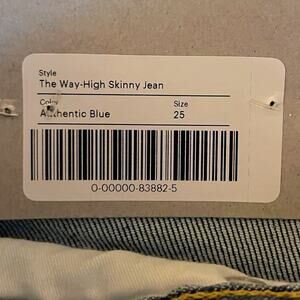 Style
The Way-High Skinny Jean
Color
Size
Authentic Blue
25
0-00000-83882-5